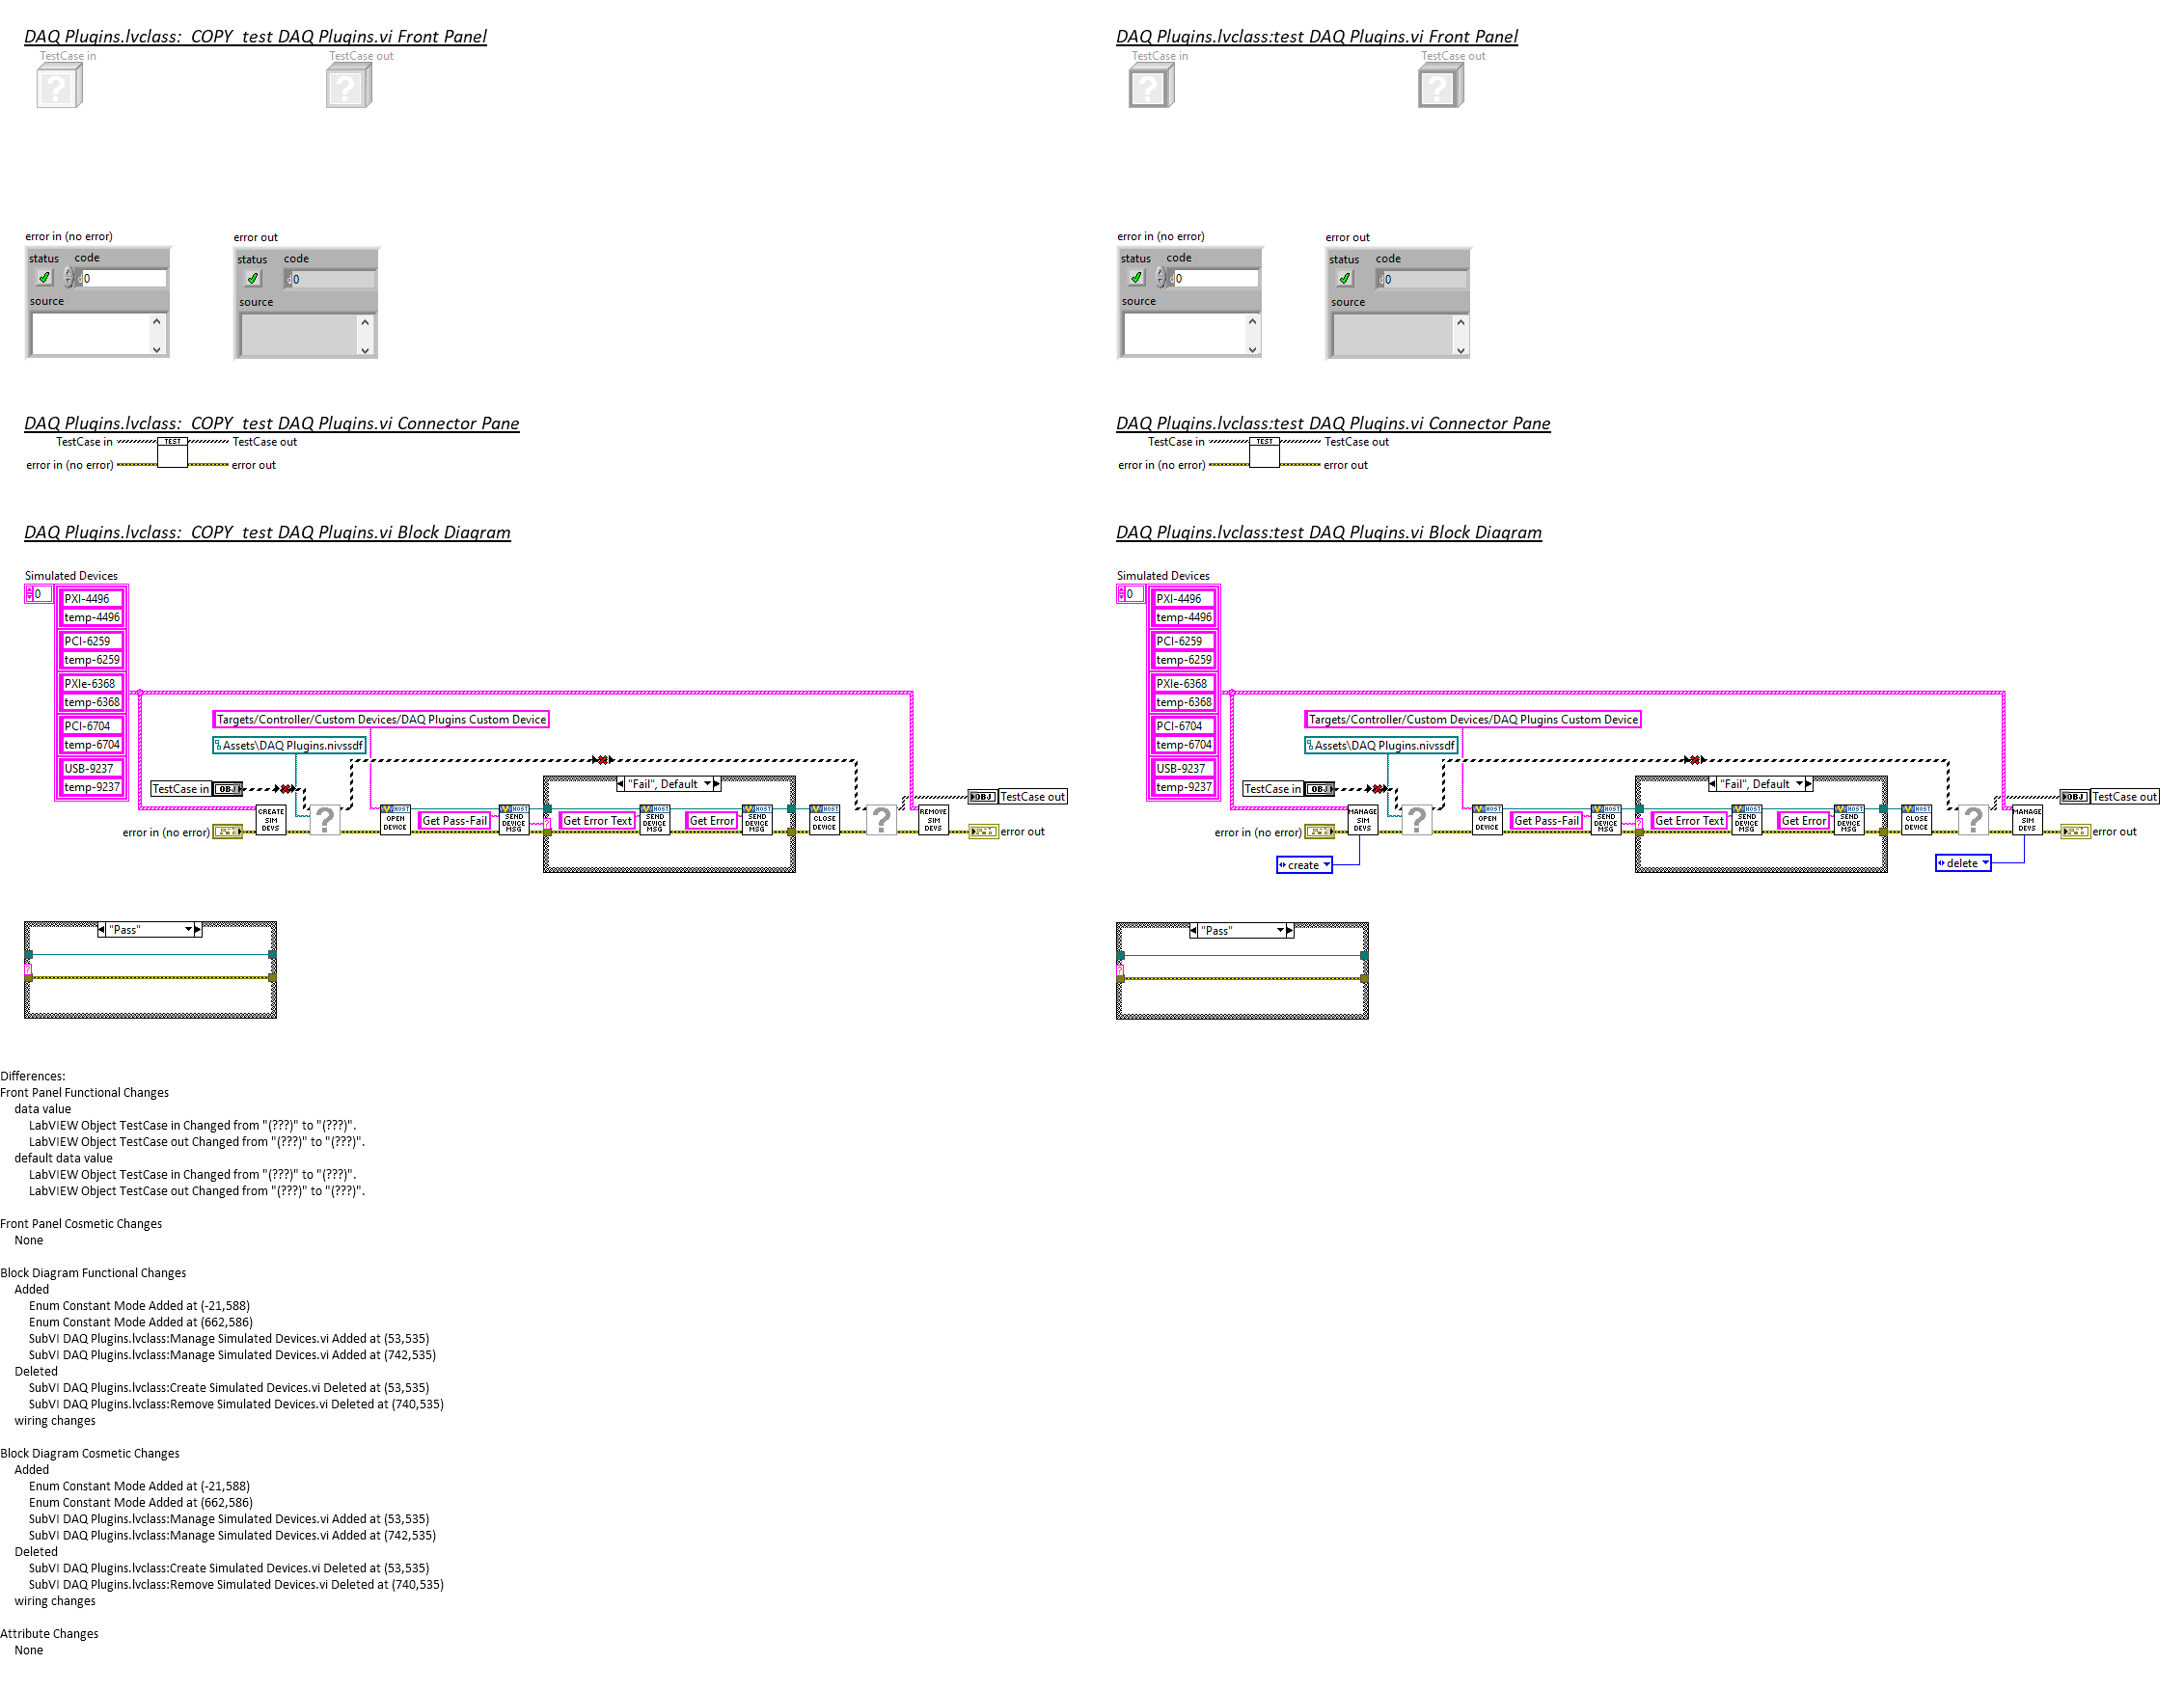 DAQ Plugins.lvclass:_COPY_test DAQ Plugins.vi Front Panel
TestCase in
TestCase out
error in (no error)
status code
0
source
error out
status code
0
source
DAQ Plugins.lvclass:_COPY_test DAQ Plugins.vi Connector Pane
TestCase in
TEST
TestCase out
error in (no error)
error out
DAQ Plugins.lvclass:_COPY_test DAQ Plugins.vi Block Diagram
Simulated Devices
0
PXI-4496
temp-4496
PCI-6259
temp-6259
PXIe-6368
temp-6368
PCI-6704
temp-6704
USB-9237
temp-9237
Targets/Controller/Custom Devices/DAQ Plugins Custom Device
Assets\DAQ Plugins.nivssdf
TestCase in
OBJ
error in (no error)
CREATE
SIM
DEVS
?
HOST
OPEN
DEVICE
Get Pass-Fail
HOST
SEND
DEVICE
MSG
"Fail", Default
Get Error Text
HOST
SEND
DEVICE
MSG
Get Error
HOST
SEND
DEVICE
MSG
HOST
CLOSE
DEVICE
?
REMOVE
SIM
DEVS
OBJ
TestCase out
error out
"Pass"
DAQ Plugins.lvclass:test DAQ Plugins.vi Front Panel
TestCase in
TestCase out
error in (no error)
status code
0
source
error out
status code
0
source
DAQ Plugins.lvclass:test DAQ Plugins.vi Connector Pane
TestCase in
TEST
TestCase out
error in (no error)
error out
DAQ Plugins.lvclass:test DAQ Plugins.vi Block Diagram
Simulated Devices
0
PXI-4496
temp-4496
PCI-6259
temp-6259
PXIe-6368
temp-6368
PCI-6704
temp-6704
USB-9237
temp-9237
Targets/Controller/Custom Devices/DAQ Plugins Custom Device
Assets\DAQ Plugins.nivssdf
TestCase in
OBJ
error in (no error)
MANAGE
SIM
DEVS
create
?
HOST
OPEN
DEVICE
Get Pass-Fail
HOST
SEND
DEVICE
MSG
"Fail", Default
Get Error Text
HOST
SEND
DEVICE
MSG
Get Error
HOST
SEND
DEVICE
MSG
HOST
CLOSE
DEVICE
?
MANAGE
SIM
DEVS
delete
OBJ
TestCase out
error out
"Pass"
Differences:
Front Panel Functional Changes
data value
LabVIEW Object TestCase in Changed from "(???)" to "(???)".
LabVIEW Object TestCase out Changed from "(???)" to "(???)".
default data value
LabVIEW Object TestCase in Changed from "(???)" to "(???)".
LabVIEW Object TestCase out Changed from "(???)" to "(???)".
Front Panel Cosmetic Changes
None
Block Diagram Functional Changes
Added
Enum Constant Mode Added at (-21,588)
Enum Constant Mode Added at (662,586)
SubVI DAQ Plugins.lvclass:Manage Simulated Devices.vi Added at (53,535)
SubVI DAQ Plugins.lvclass:Manage Simulated Devices.vi Added at (742,535)
Deleted
SubVI DAQ Plugins.lvclass:Create Simulated Devices.vi Deleted at (53,535)
SubVI DAQ Plugins.lvclass:Remove Simulated Devices.vi Deleted at (740,535)
wiring changes
Block Diagram Cosmetic Changes
Added
Enum Constant Mode Added at (-21,588)
Enum Constant Mode Added at (662,586)
SubVI DAQ Plugins.lvclass:Manage Simulated Devices.vi Added at (53,535)
SubVI DAQ Plugins.lvclass:Manage Simulated Devices.vi Added at (742,535)
Deleted
SubVI DAQ Plugins.lvclass:Create Simulated Devices.vi Deleted at (53,535)
SubVI DAQ Plugins.lvclass:Remove Simulated Devices.vi Deleted at (740,535)
wiring changes
Attribute Changes
None